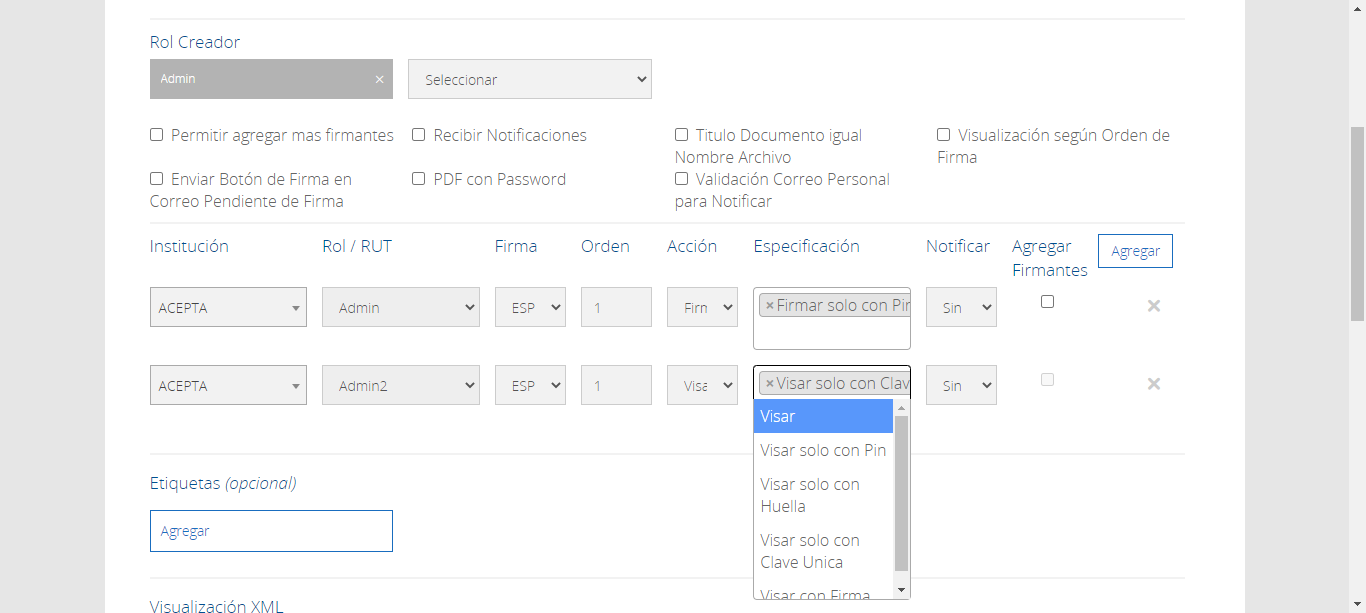 Rol Creador
Admin ×
Seleccionar
Permitir agregar mas firmantes
Recibir Notificaciones
Titulo Documento igual
Nombre Archivo
Visualización según Orden de
Firma
Enviar Botón de Firma en
Correo Pendiente de Firma
PDF con Password
Validación Correo Personal
para Notificar
Institución Rol / RUT Firma Orden Acción Especificación Notificar Agregar
Firmantes
Agregar
ACEPTA Admin ESP 1 Firm ×Firmar solo con Pin Sin ×
ACEPTA Admin2 ESP 1 Visa ×Visar solo con Clav Sin ×
Visar
Visar solo con Pin
Visar solo con
Huella
Visar solo con
Clave Unica
Visar con Firma
Etiquetas (opcional)
Agregar
Visualización XML